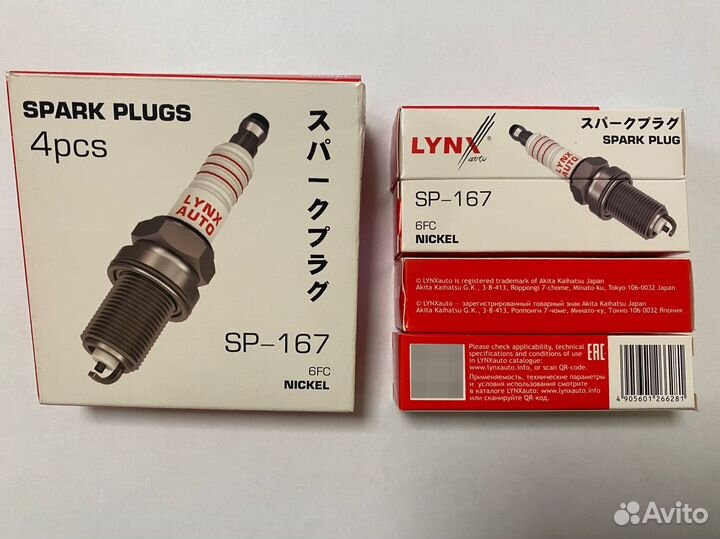 SPARK PLUGS
4pcs
LYNX
AUTO
スパークプラグ
SP-167
6FC
NICKEL
LYNX
auto
スパークプラグ
SPARK PLUG
LYNX
AUTO
SP-167
6FC
NICKEL
© LYNXauto is registered trademark of Akita Kaihatsu Japan
Akita Kaihatsu G.K., 3-8-413, Roppongi 7-chome, Minato-ku, Tokyo 106-0032 Japan
© LYNXauto – зарегистрированный товарный знак Akita Kaihatsu Japan
Akita Kaihatsu G.K., 3-8-413, Роппонги 7-чоме, Минато-ку, Токио 106-0032 Япония
Please check applicability, technical
specifications and conditions of use
in LYNXauto catalogue:
www.lynxauto.info, or scan QR-code.
Применяемость, технические параметры
и условия использования смотрите
в каталоге LYNXauto: www.lynxauto.info
или сканируйте QR-код.
EAC
4 905601 266281
Avito